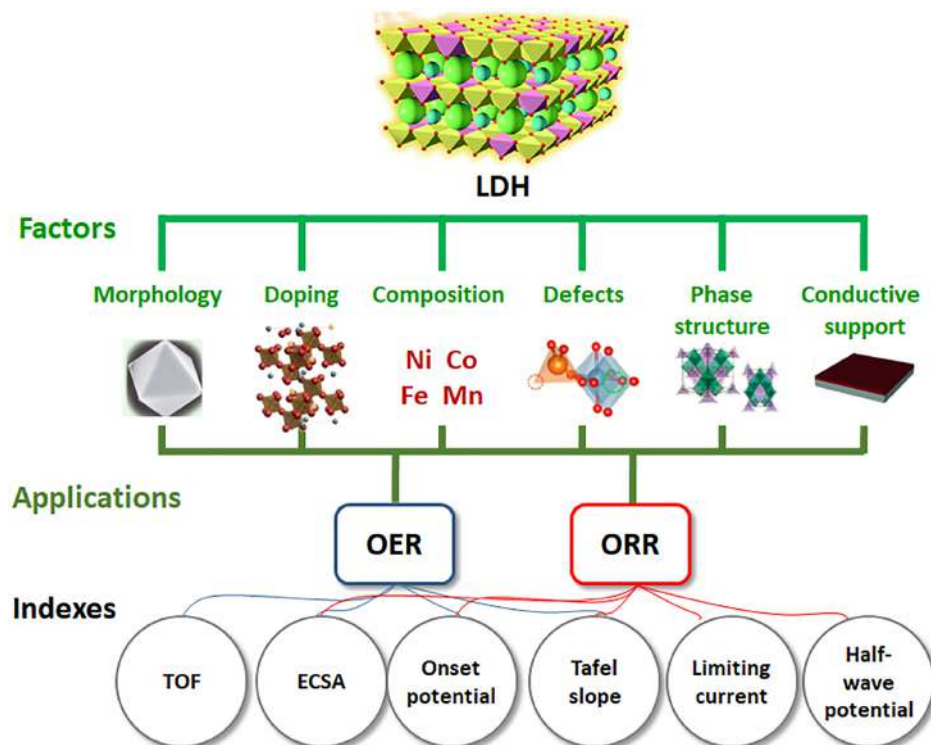 LDH
Factors
Morphology
Doping
Composition
Defects
Phase
structure
Conductive
support
Ni Co
Fe Mn
Applications
OER
ORR
Indexes
TOF
ECSA
Onset
potential
Tafel
slope
Limiting
current
Half-
wave
potential